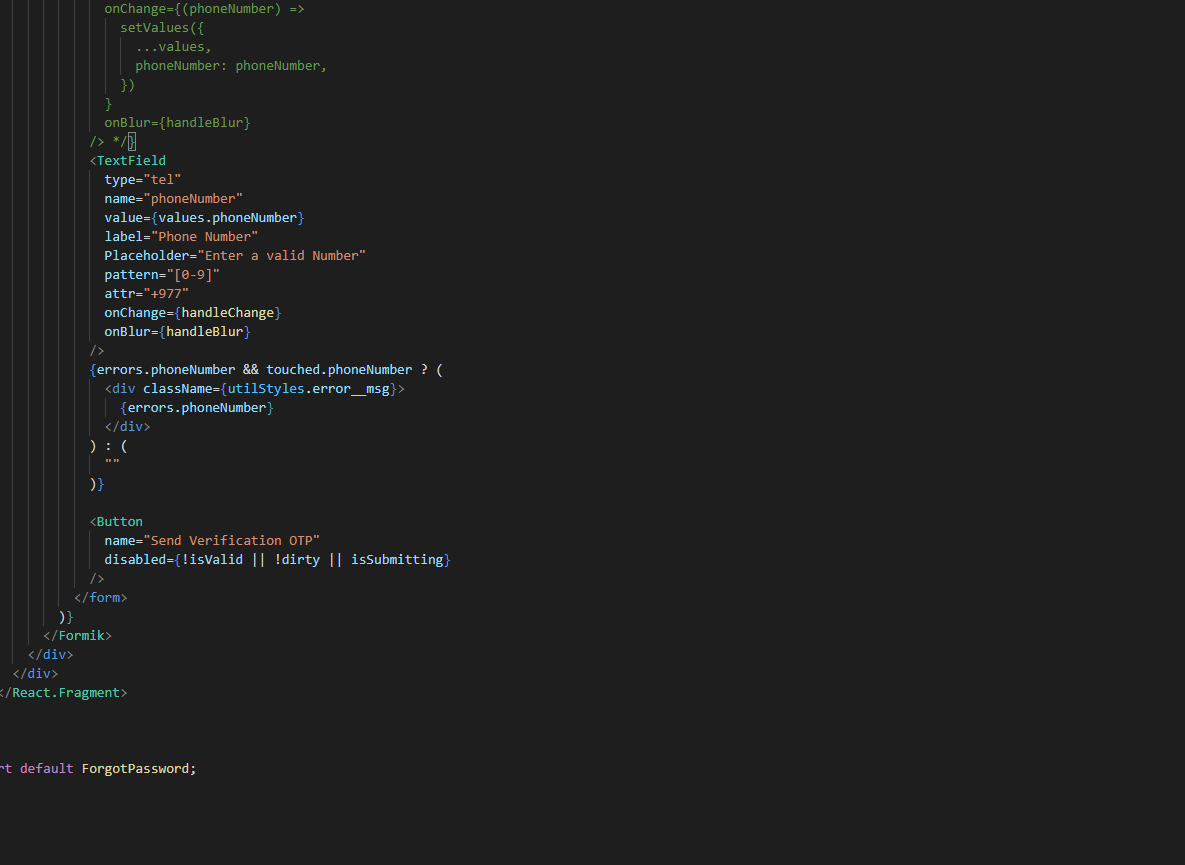 onChange={(phoneNumber) =>
setValues({
...values,
phoneNumber: phoneNumber,
})
}
onBlur={handleBlur}
/> */}
<TextField
type="tel"
name="phoneNumber"
value={values.phoneNumber}
label="Phone Number"
Placeholder="Enter a valid Number"
pattern="[0-9]"
attr="+977"
onChange={handleChange}
onBlur={handleBlur}
/>
{errors.phoneNumber && touched.phoneNumber ? (
<div className={utilStyles.error__msg}>
{errors.phoneNumber}
</div>
) : (
""
)}
<Button
name="Send Verification OTP"
disabled={!isValid || !dirty || isSubmitting}
/>
</form>
)}
</Formik>
</div>
</div>
</React.Fragment>
rt default ForgotPassword;